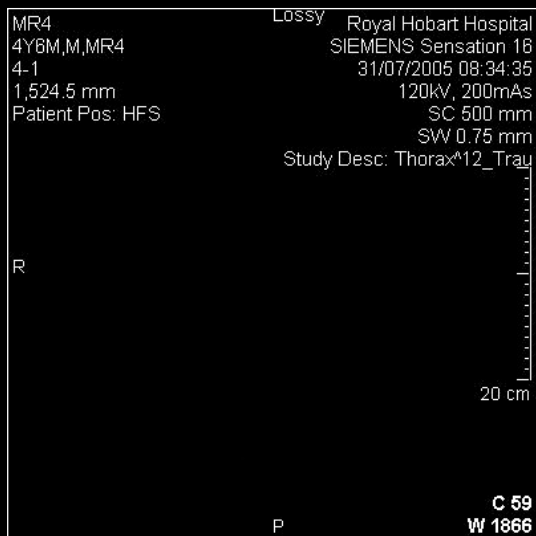 Lossy
MR4
4Y6M,M,MR4
4-1
1,524.5 mm
Patient Pos: HFS
Royal Hobart Hospital
SIEMENS Sensation 16
31/07/2005 08:34:35
120kV, 200mAs
SC 500 mm
SW 0.75 mm
Study Desc: Thorax^12_Trau
R
20 cm
P
C 59
W 1866